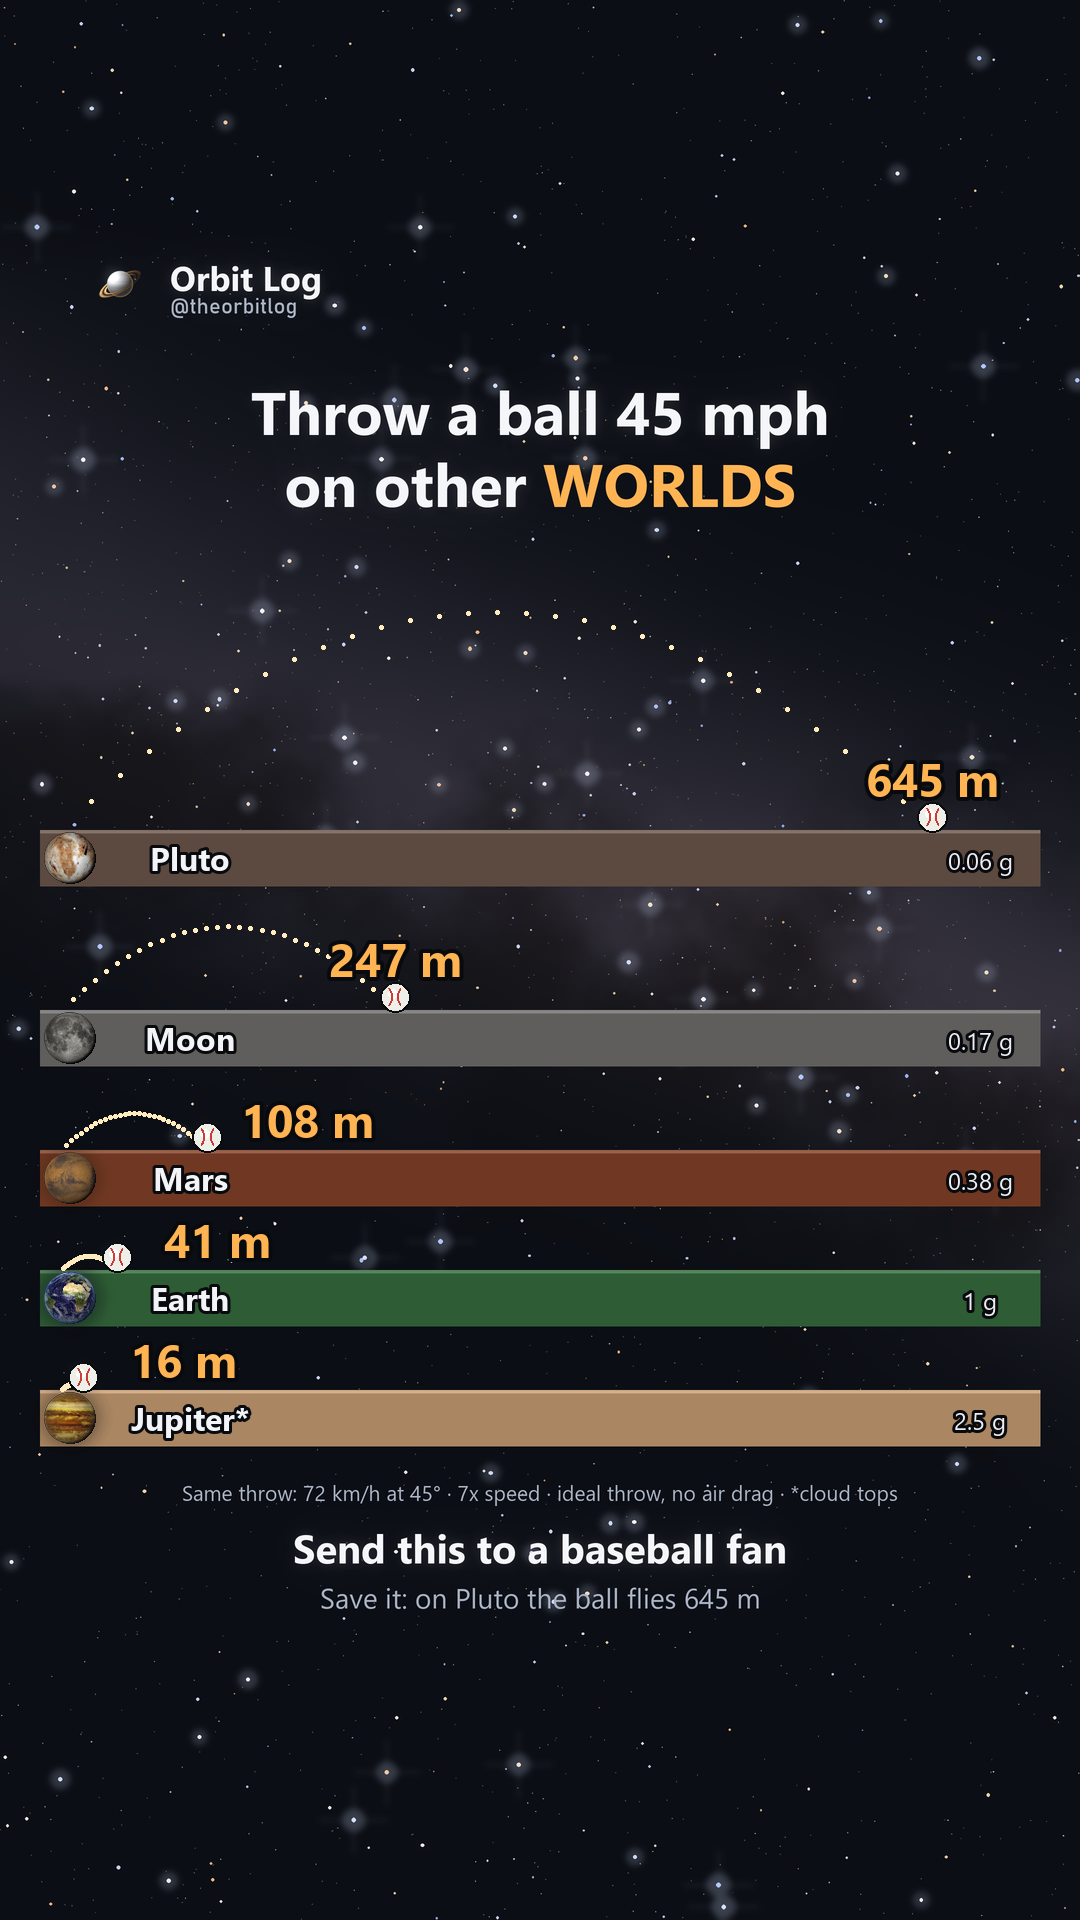 Orbit Log
@theorbitlog
Throw a ball 45 mph
on other WORLDS
645 m
Pluto
0.06 g
247 m
Moon
0.17 g
108 m
Mars
0.38 g
41 m
Earth
1 g
16 m
Jupiter*
2.5 g
Same throw: 72 km/h at 45° · 7x speed · ideal throw, no air drag · *cloud tops
Send this to a baseball fan
Save it: on Pluto the ball flies 645 m